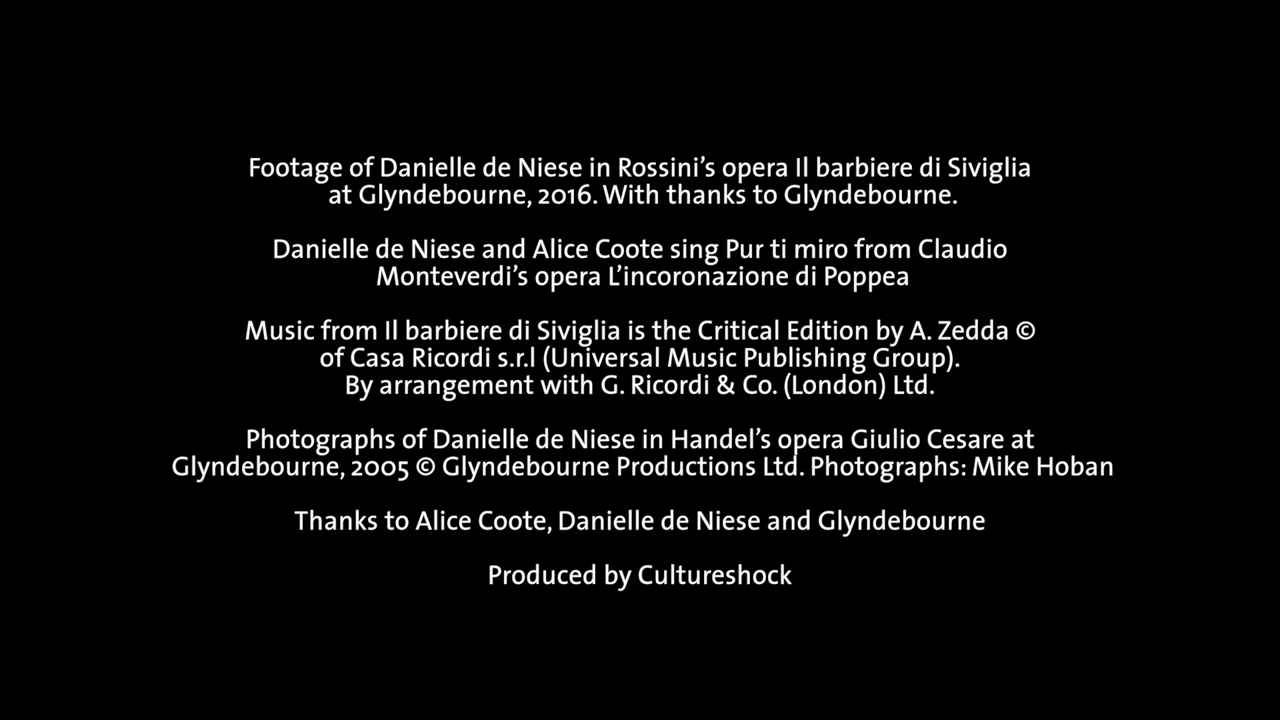 Footage of Danielle de Niese in Rossini’s opera Il barbiere di Siviglia
at Glyndebourne, 2016. With thanks to Glyndebourne.
Danielle de Niese and Alice Coote sing Pur ti miro from Claudio
Monteverdi’s opera L’incoronazione di Poppea
Music from Il barbiere di Siviglia is the Critical Edition by A. Zedda ©
of Casa Ricordi s.r.l (Universal Music Publishing Group).
By arrangement with G. Ricordi & Co. (London) Ltd.
Photographs of Danielle de Niese in Handel’s opera Giulio Cesare at
Glyndebourne, 2005 © Glyndebourne Productions Ltd. Photographs: Mike Hoban
Thanks to Alice Coote, Danielle de Niese and Glyndebourne
Produced by Cultureshock